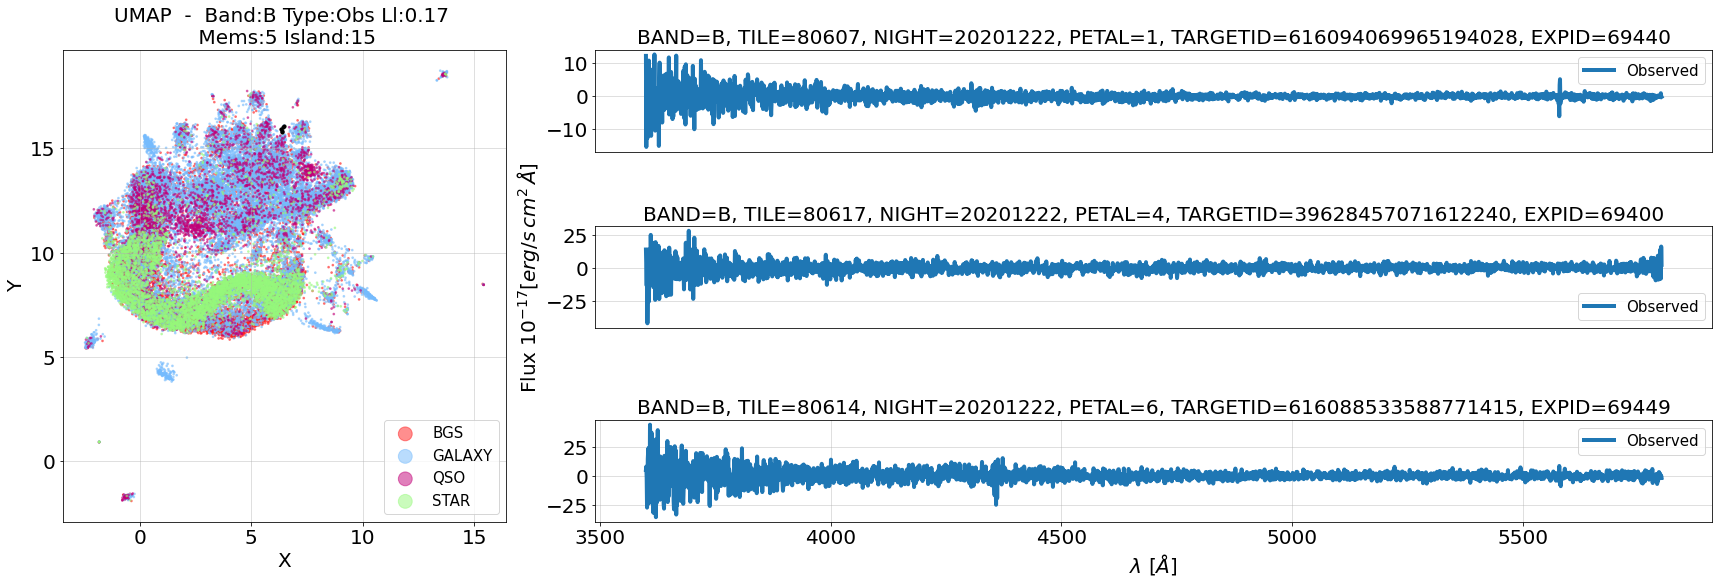 UMAP  -  Band:B Type:Obs Ll:0.17
Mems:5 Island:15
15
10
5
0
Y
0
5
10
15
X
BGS
GALAXY
QSO
STAR
Flux 10^{-17}[erg/s cm^2 Å]
BAND=B, TILE=80607, NIGHT=20201222, PETAL=1, TARGETID=616094069965194028, EXPID=69440
10
0
−10
Observed
BAND=B, TILE=80617, NIGHT=20201222, PETAL=4, TARGETID=39628457071612240, EXPID=69400
25
0
−25
Observed
BAND=B, TILE=80614, NIGHT=20201222, PETAL=6, TARGETID=616088533588771415, EXPID=69449
25
0
−25
Observed
3500
4000
4500
5000
5500
λ [Å]